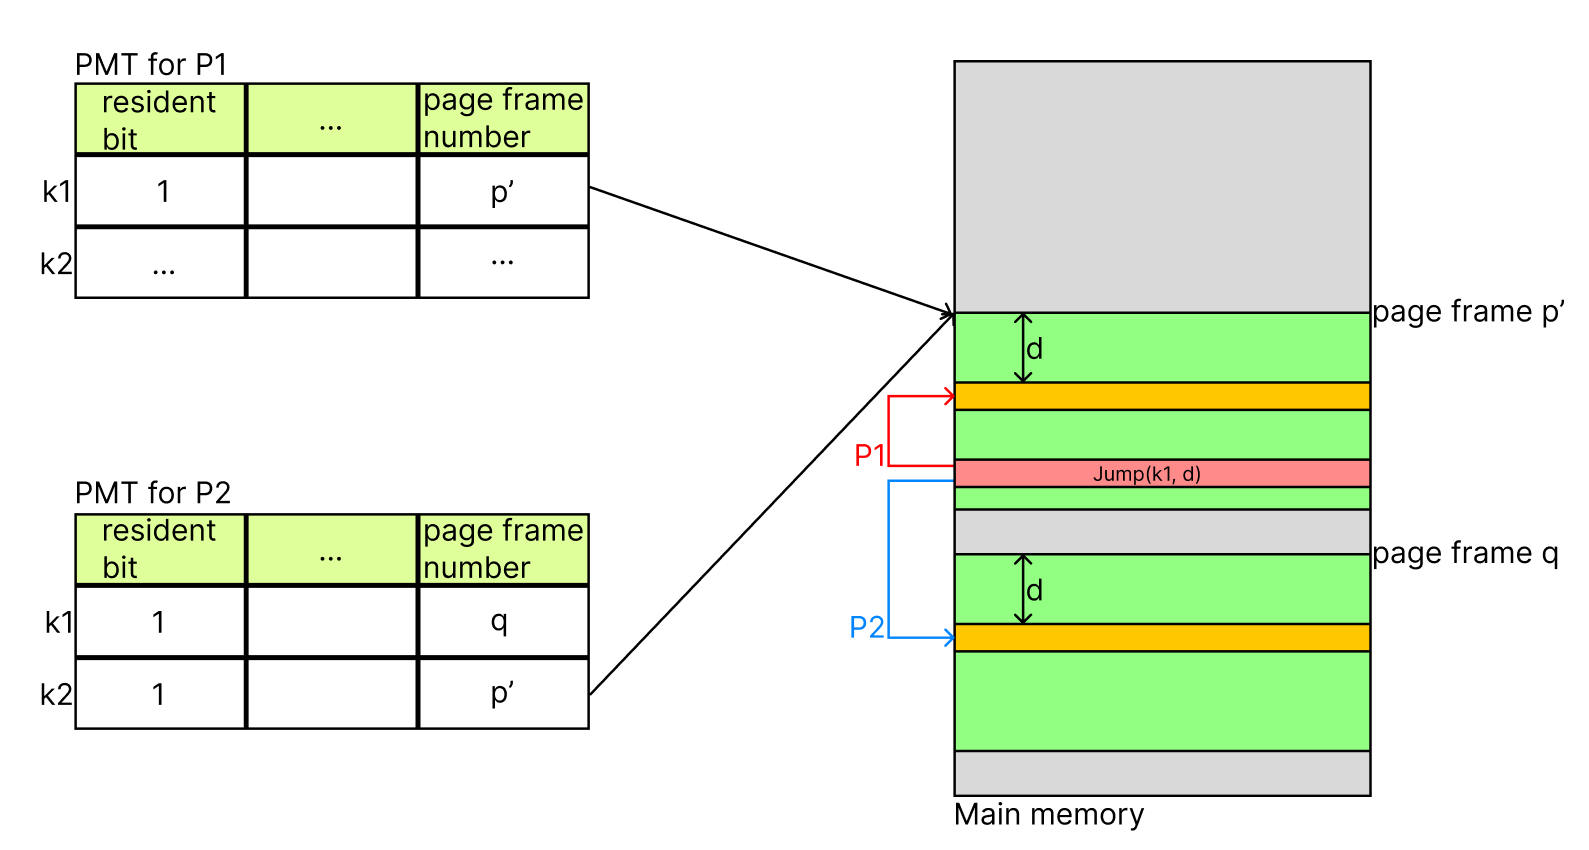 PMT for P1
resident bit
...
page frame number
k1
1
p’
k2
...
...
PMT for P2
resident bit
...
page frame number
k1
1
q
k2
1
p’
page frame p’
d
P1
Jump(k1, d)
page frame q
d
P2
Main memory